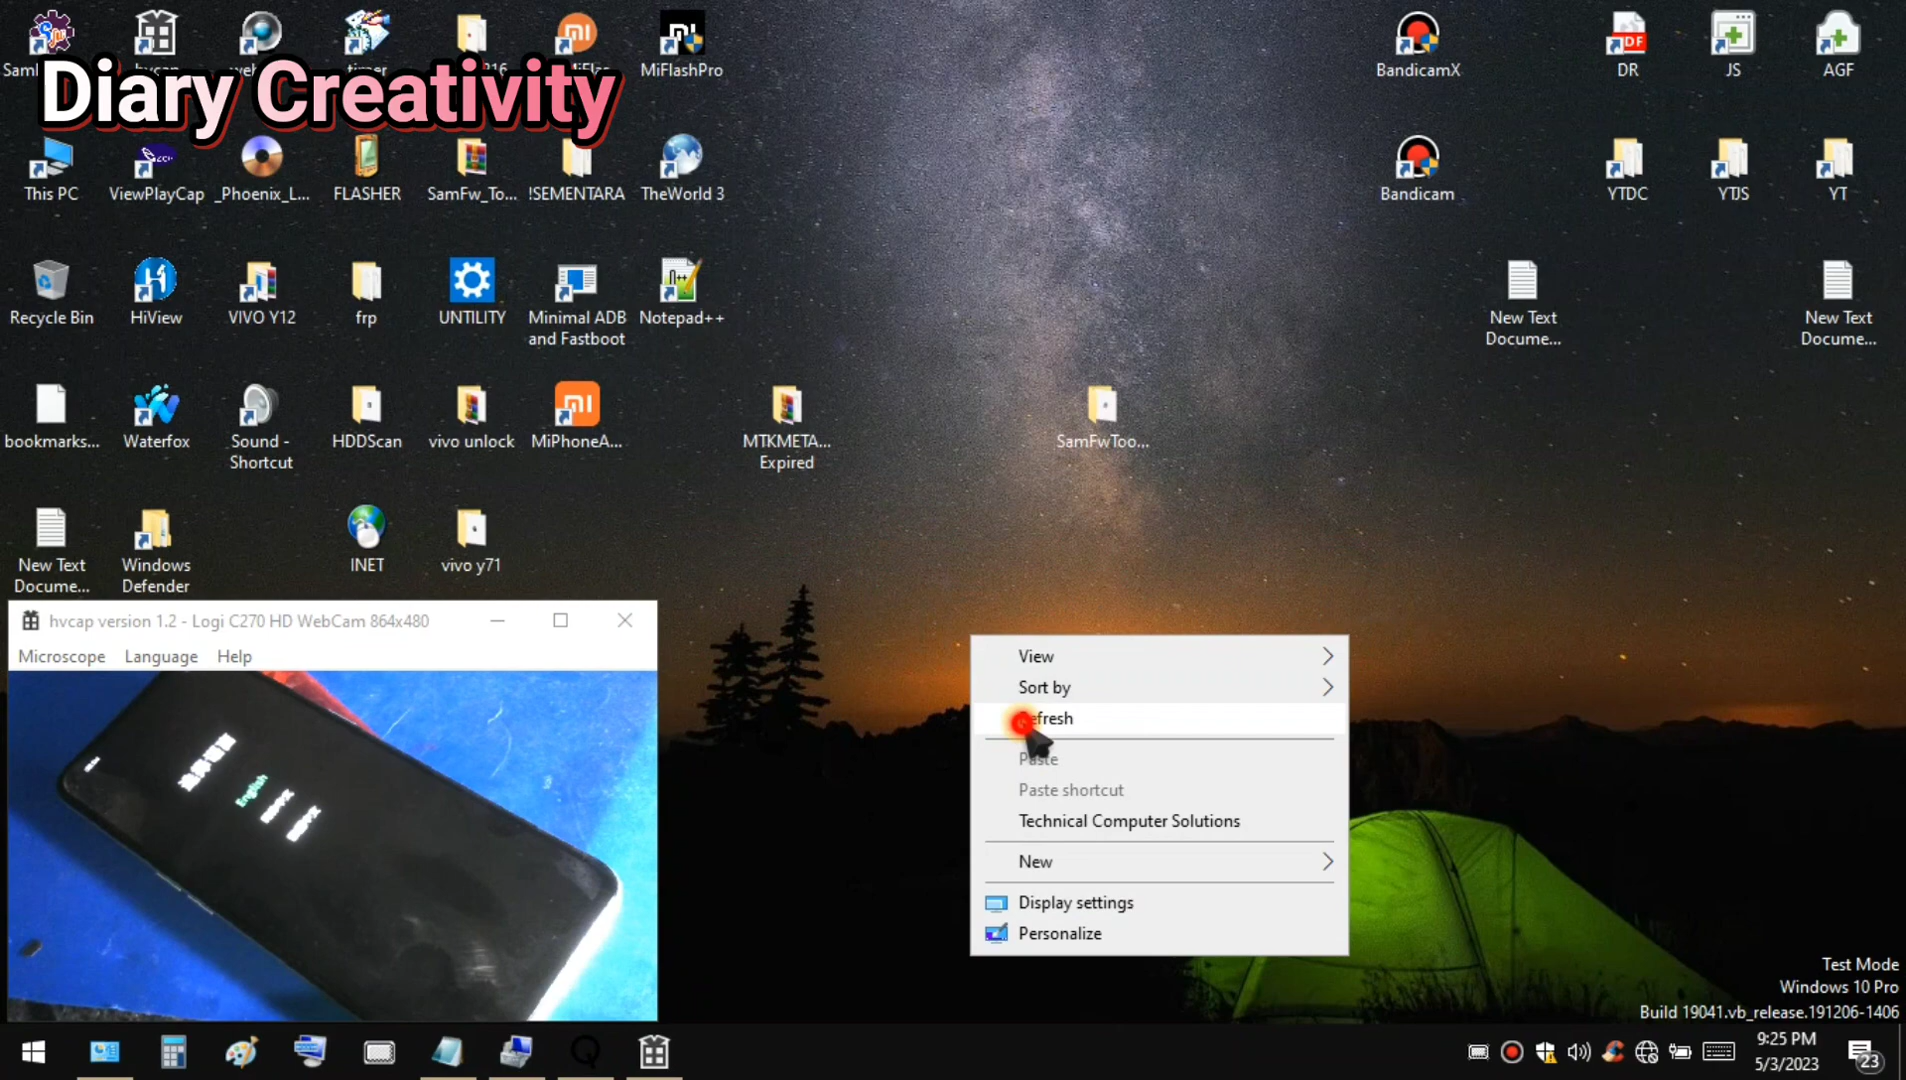 Diary Creativity
MiFlashPro
BandicamX
DR
JS
AGF
This PC
ViewPlayCap
_Phoenix_L...
FLASHER
SamFw_To...
!SEMENTARA
TheWorld 3
Bandicam
YTDC
YTJS
YT
Recycle Bin
HiView
VIVO Y12
frp
UNTILITY
Minimal ADB
and Fastboot
Notepad++
New Text
Docume...
New Text
Docume...
bookmarks...
Waterfox
Sound -
Shortcut
HDDScan
vivo unlock
MiPhoneA...
MTKMETA...
Expired
SamFwToo...
New Text
Docume...
Windows
Defender
INET
vivo y71
hvcap version 1.2 - Logi C270 HD WebCam 864x480
Microscope Language Help
English
View
Sort by
efresh
Paste
Paste shortcut
Technical Computer Solutions
New
Display settings
Personalize
Test Mode
Windows 10 Pro
Build 19041.vb_release.191206-1406
9:25 PM
5/3/2023
23